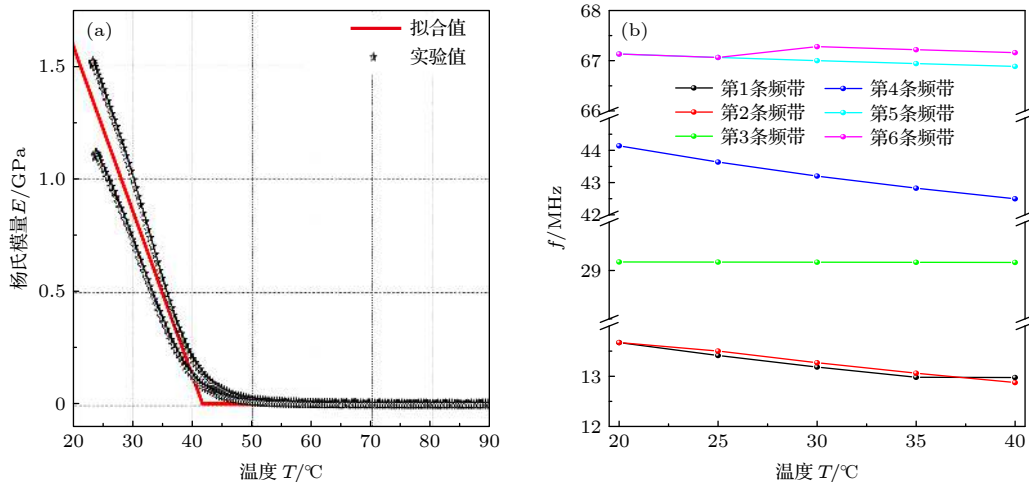 (a)
拟合值
实验值
1.5
1.0
0.5
0
杨氏模量E/GPa
20 30 40 50 60 70 80 90
温度 T/℃
(b)
68
67
66
44
43
42
29
13
12
f/MHz
第1条频带 第4条频带
第2条频带 第5条频带
第3条频带 第6条频带
20 25 30 35 40
温度 T/℃